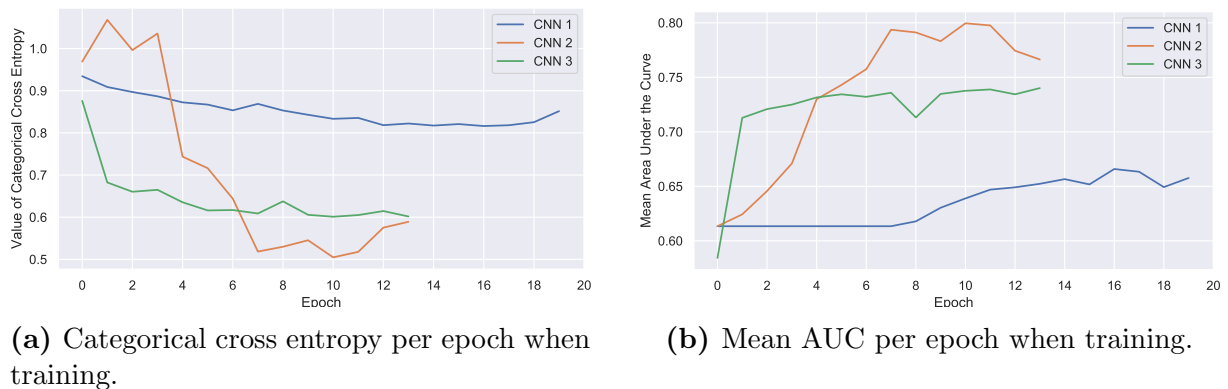 Value of Categorical Cross Entropy
1.0
0.9
0.8
0.7
0.6
0.5
0 2 4 6 8 10 12 14 16 18 20
Epoch
CNN 1
CNN 2
CNN 3
(a) Categorical cross entropy per epoch when
training.
Mean Area Under the Curve
0.80
0.75
0.70
0.65
0.60
0 2 4 6 8 10 12 14 16 18 20
Epoch
CNN 1
CNN 2
CNN 3
(b) Mean AUC per epoch when training.